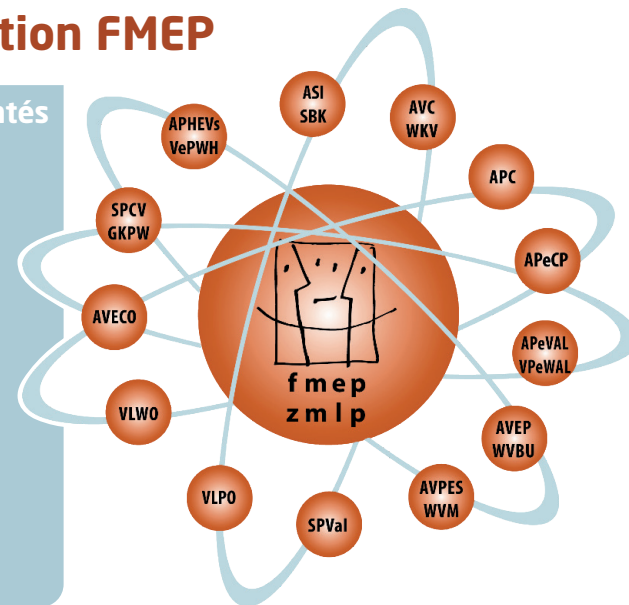 tion FMEP
ntés
ASI
SBK
AVC
WKV
APHEVs
VePWH
APC
SPCV
GKPW
APeCP
AVECO
APeVAL
VPeWAL
fmep
zmlp
VLWO
AVEP
WVBU
VLPO
AVPES
WVM
SPVal